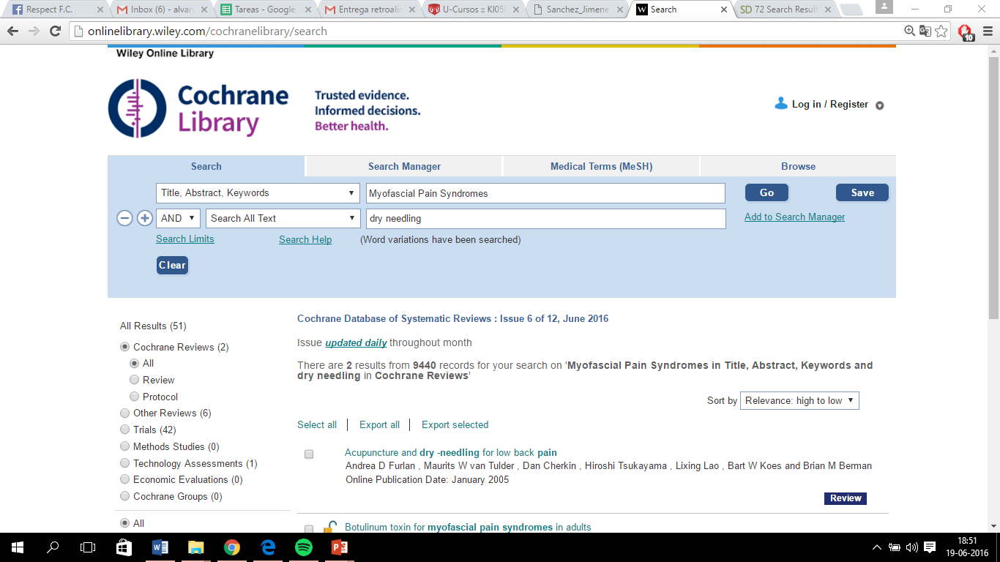 Respect F.C.
Inbox (6) - alvar
Tareas - Google
Entrega retroalim
U-Cursos :: KI05
Sanchez_Jimene
Search
72 Search Result
onlinelibrary.wiley.com/cochranelibrary/search
10
Wiley Online Library
Cochrane
Library
Trusted evidence.
Informed decisions.
Better health.
Log in / Register
Search
Search Manager
Medical Terms (MeSH)
Browse
Title, Abstract, Keywords
Myofascial Pain Syndromes
Go
Save
AND
Search All Text
dry needling
Add to Search Manager
Search Limits
Search Help
(Word variations have been searched)
Clear
All Results (51)
Cochrane Reviews (2)
All
Review
Protocol
Other Reviews (6)
Trials (42)
Methods Studies (0)
Technology Assessments (1)
Economic Evaluations (0)
Cochrane Groups (0)
All
Cochrane Database of Systematic Reviews : Issue 6 of 12, June 2016
Issue updated daily throughout month
There are 2 results from 9440 records for your search on 'Myofascial Pain Syndromes in Title, Abstract, Keywords and
dry needling in Cochrane Reviews'
Sort by Relevance: high to low
Select all
Export all
Export selected
Acupuncture and dry -needling for low back pain
Andrea D Furlan , Maurits W van Tulder , Dan Cherkin , Hiroshi Tsukayama , Lixing Lao , Bart W Koes and Brian M Berman
Online Publication Date: January 2005
Review
Botulinum toxin for myofascial pain syndromes in adults
18:51
19-06-2016